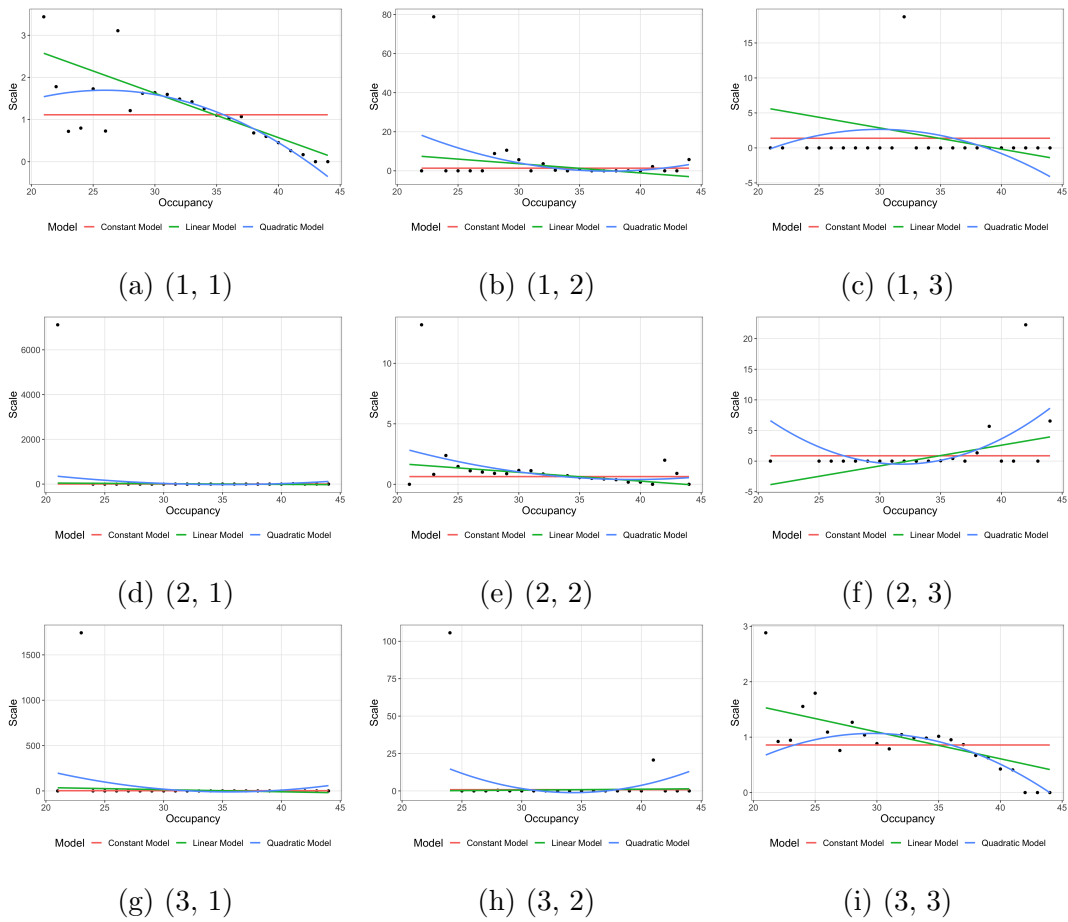 3
2
1
0
Scale
20 25 30 35 40 45
Occupancy
Model Constant Model Linear Model Quadratic Model
(a) (1, 1)
80
60
40
20
0
Scale
20 25 30 35 40 45
Occupancy
Model Constant Model Linear Model Quadratic Model
(b) (1, 2)
15
10
5
0
-5
Scale
20 25 30 35 40 45
Occupancy
Model Constant Model Linear Model Quadratic Model
(c) (1, 3)
6000
4000
2000
0
Scale
20 25 30 35 40 45
Occupancy
Model Constant Model Linear Model Quadratic Model
(d) (2, 1)
10
5
0
Scale
20 25 30 35 40 45
Occupancy
Model Constant Model Linear Model Quadratic Model
(e) (2, 2)
20
15
10
5
0
-5
Scale
20 25 30 35 40 45
Occupancy
Model Constant Model Linear Model Quadratic Model
(f) (2, 3)
1500
1000
500
0
Scale
20 25 30 35 40 45
Occupancy
Model Constant Model Linear Model Quadratic Model
(g) (3, 1)
100
75
50
25
0
Scale
20 25 30 35 40 45
Occupancy
Model Constant Model Linear Model Quadratic Model
(h) (3, 2)
3
2
1
0
Scale
20 25 30 35 40 45
Occupancy
Model Constant Model Linear Model Quadratic Model
(i) (3, 3)